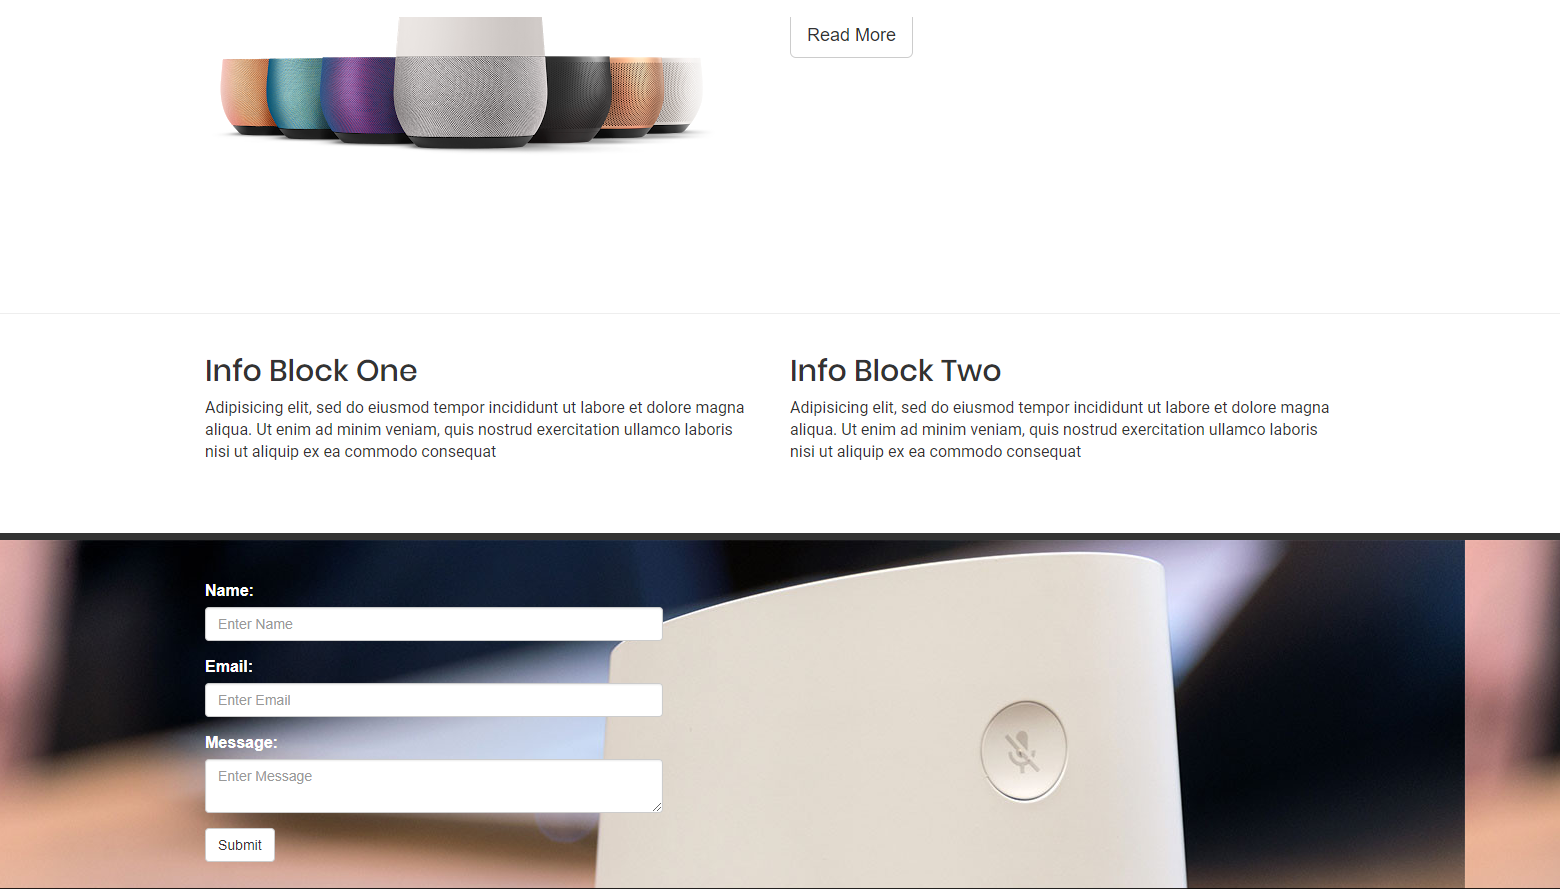 Read More
Info Block One
Adipisicing elit, sed do eiusmod tempor incididunt ut labore et dolore magna
aliqua. Ut enim ad minim veniam, quis nostrud exercitation ullamco laboris
nisi ut aliquip ex ea commodo consequat
Info Block Two
Adipisicing elit, sed do eiusmod tempor incididunt ut labore et dolore magna
aliqua. Ut enim ad minim veniam, quis nostrud exercitation ullamco laboris
nisi ut aliquip ex ea commodo consequat
Name:
Enter Name
Email:
Enter Email
Message:
Enter Message
Submit